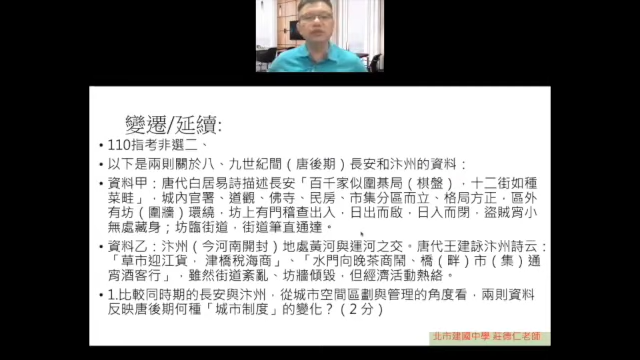 變遷/延續:
• 110指考非選二、
• 以下是兩則關於八、九世紀間(唐後期)長安和汴州的資料:
• 資料甲:唐代白居易詩描述長安「百千家似圍棊局(棋盤),十二街如種
菜畦」,城內官署、道觀、佛寺、民房、市集分區而立、格局方正,區外
有坊(圍牆)環繞,坊上有門稽查出入,日出而啟,日入而閉,盜賊宵小
無處藏身;坊臨街道,街道筆直通達。
• 資料乙:汴州(今河南開封)地處黃河與運河之交。唐代王建詠汴州詩云:
「草市迎江貨, 津橋稅海商」、「水門向晚茶商鬧、橋(畔)市(集)通
宵酒客行」,雖然街道紊亂、坊牆傾毀,但經濟活動熱絡。
• 1.比較同時期的長安與汴州,從城市空間區劃與管理的角度看,兩則資料
反映唐後期何種「城市制度」的變化?(2 分)
北市建國中學 莊德仁老師